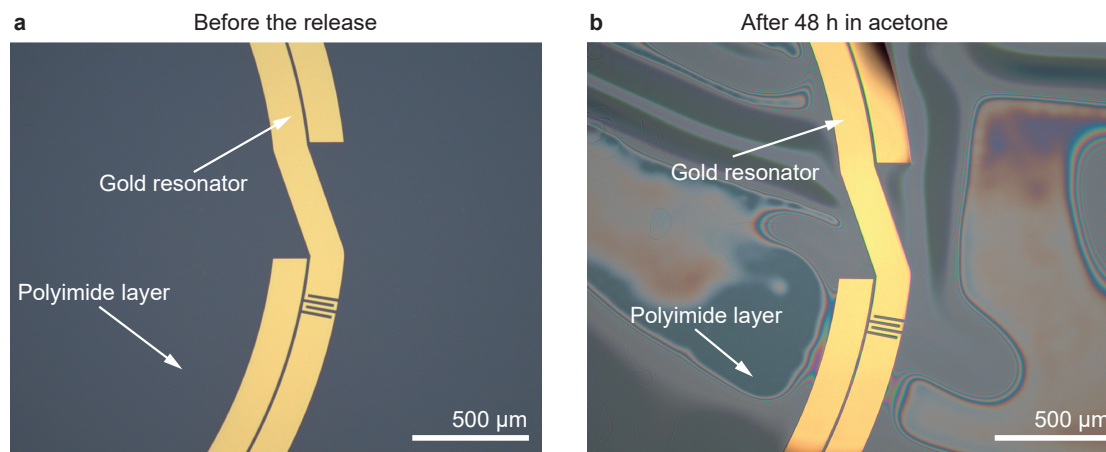 a
Before the release
Gold resonator
Polyimide layer
500 µm
b
After 48 h in acetone
Gold resonator
Polyimide layer
500 µm